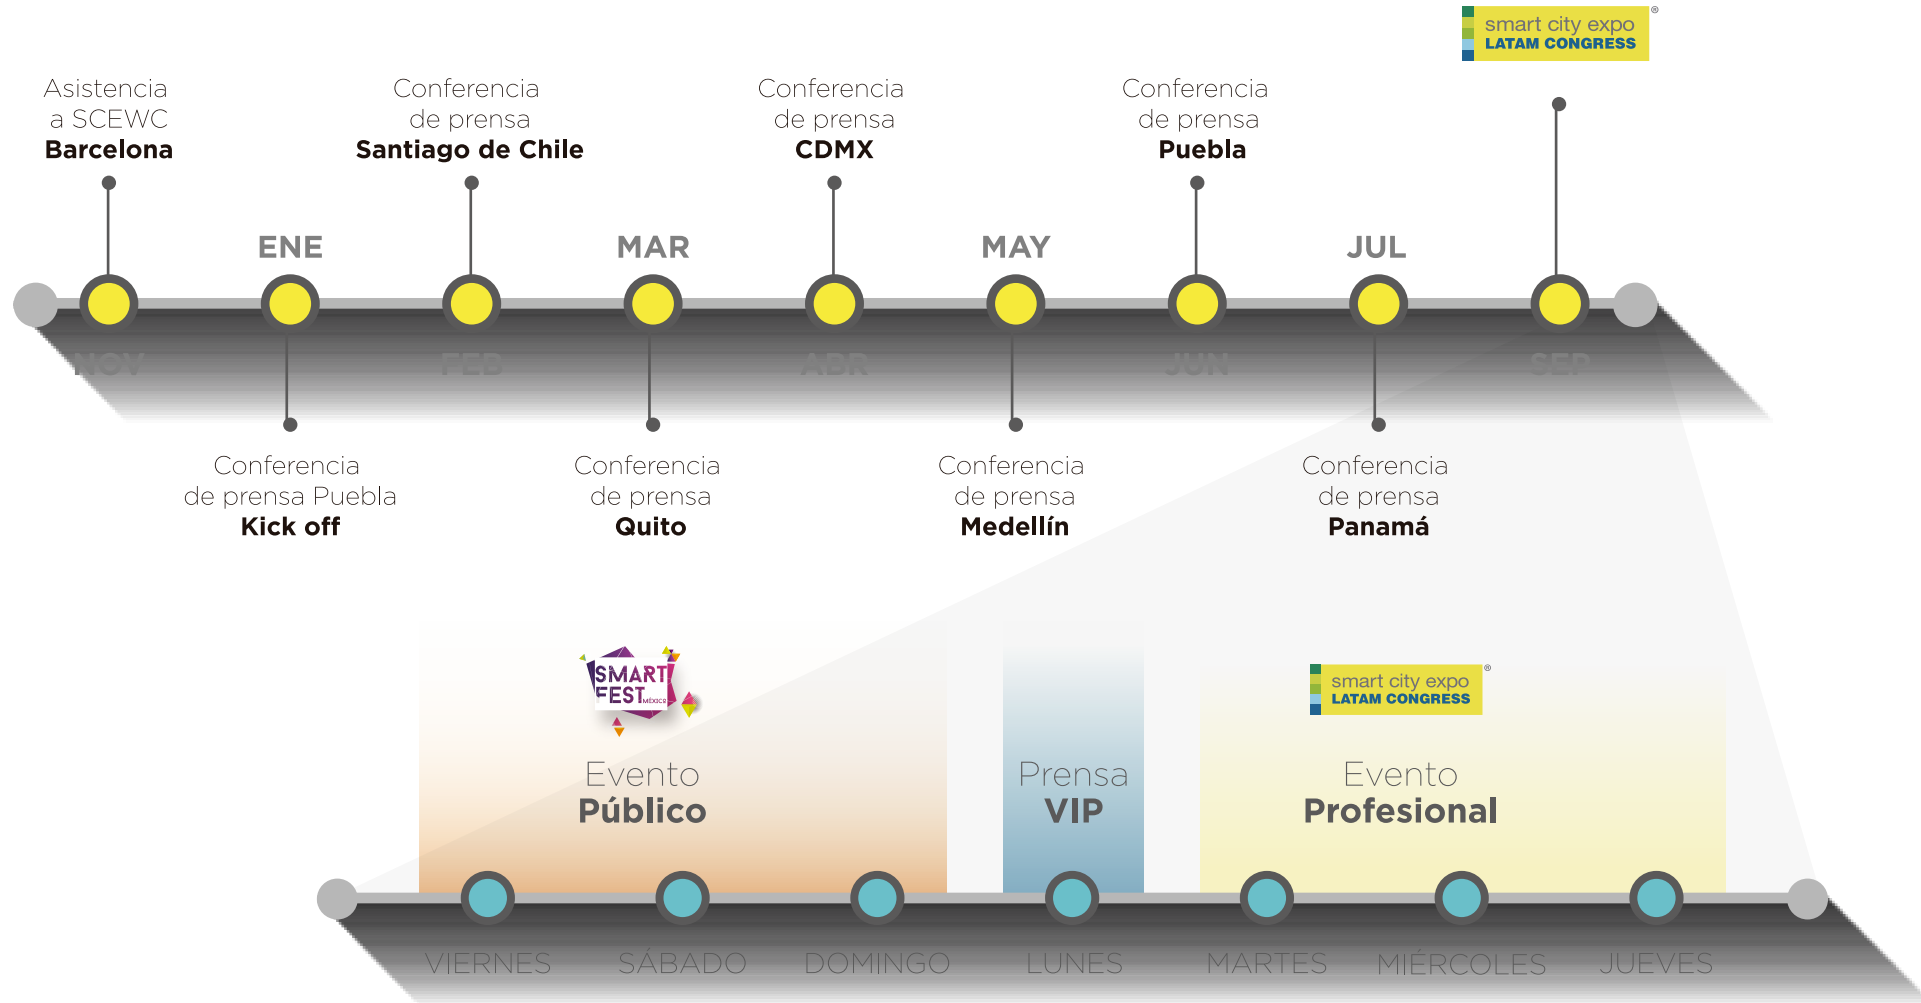 smart city expo
LATAM CONGRESS
®
Asistencia
a SCEWC
Barcelona
Conferencia
de prensa
Santiago de Chile
Conferencia
de prensa
CDMX
Conferencia
de prensa
Puebla
ENE
MAR
MAY
JUL
NOV
FEB
ABR
JUN
SEP
Conferencia
de prensa Puebla
Kick off
Conferencia
de prensa
Quito
Conferencia
de prensa
Medellín
Conferencia
de prensa
Panamá
SMART
FEST
MÉXICO
Evento
Público
Prensa
VIP
smart city expo
LATAM CONGRESS
®
Evento
Profesional
VIERNES
SÁBADO
DOMINGO
LUNES
MARTES
MIÉRCOLES
JUEVES